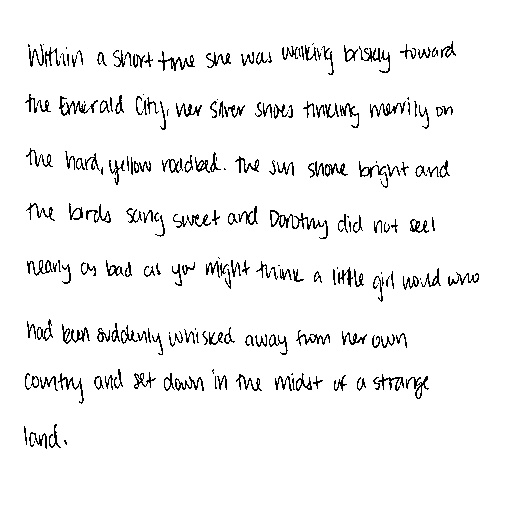 Within a short time she was walking briskly toward
the Emerald City, her silver shoes tinkling merrily on
the hard, yellow roadbed. The sun shone bright and
the birds sang sweet and Dorothy did not feel
nearly as bad as you might think a little girl would who
had been suddenly whisked away from her own
country and set down in the midst of a strange
land.